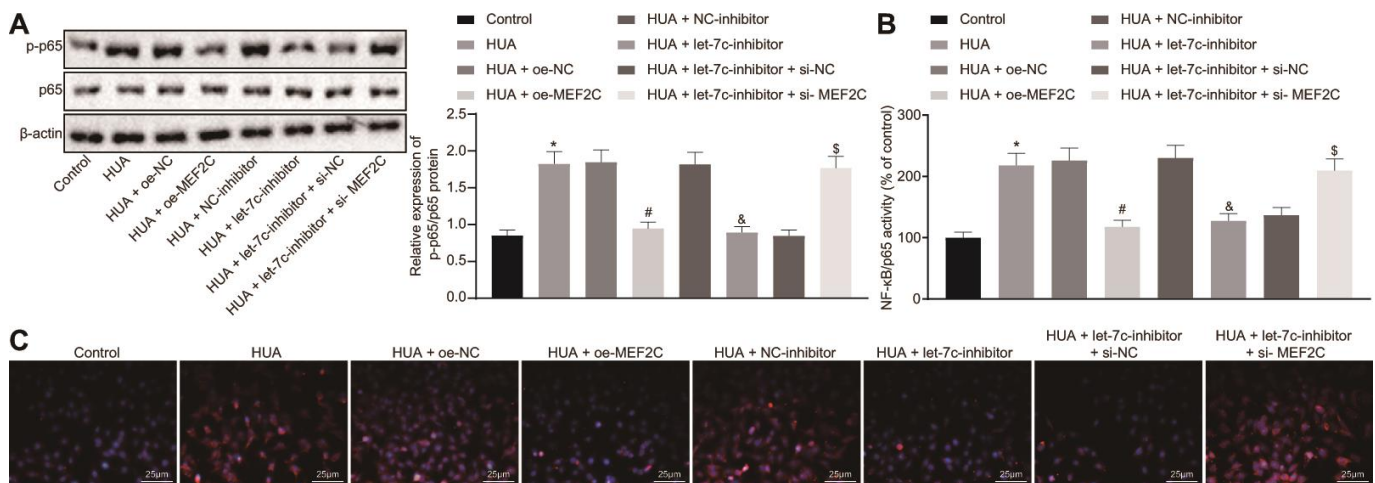 A
p-p65
p65
β-actin
Control
HUA
HUA + oe-NC
HUA + oe-MEF2C
HUA + NC-inhibitor
HUA + let-7c-inhibitor
HUA + let-7c-inhibitor + si-NC
HUA + let-7c-inhibitor + si- MEF2C
Control
HUA
HUA + oe-NC
HUA + oe-MEF2C
HUA + NC-inhibitor
HUA + let-7c-inhibitor
HUA + let-7c-inhibitor + si-NC
HUA + let-7c-inhibitor + si- MEF2C
Relative expression of
p-p65/p65 protein
2.5
2.0
1.5
1.0
0.5
0.0
*
#
&
$
B
Control
HUA
HUA + oe-NC
HUA + oe-MEF2C
HUA + NC-inhibitor
HUA + let-7c-inhibitor
HUA + let-7c-inhibitor + si-NC
HUA + let-7c-inhibitor + si- MEF2C
NF-κB/p65 activity (% of control)
300
200
100
0
*
#
&
$
C
Control
HUA
HUA + oe-NC
HUA + oe-MEF2C
HUA + NC-inhibitor
HUA + let-7c-inhibitor
HUA + let-7c-inhibitor
+ si-NC
HUA + let-7c-inhibitor
+ si- MEF2C
25μm
25μm
25μm
25μm
25μm
25μm
25μm
25μm